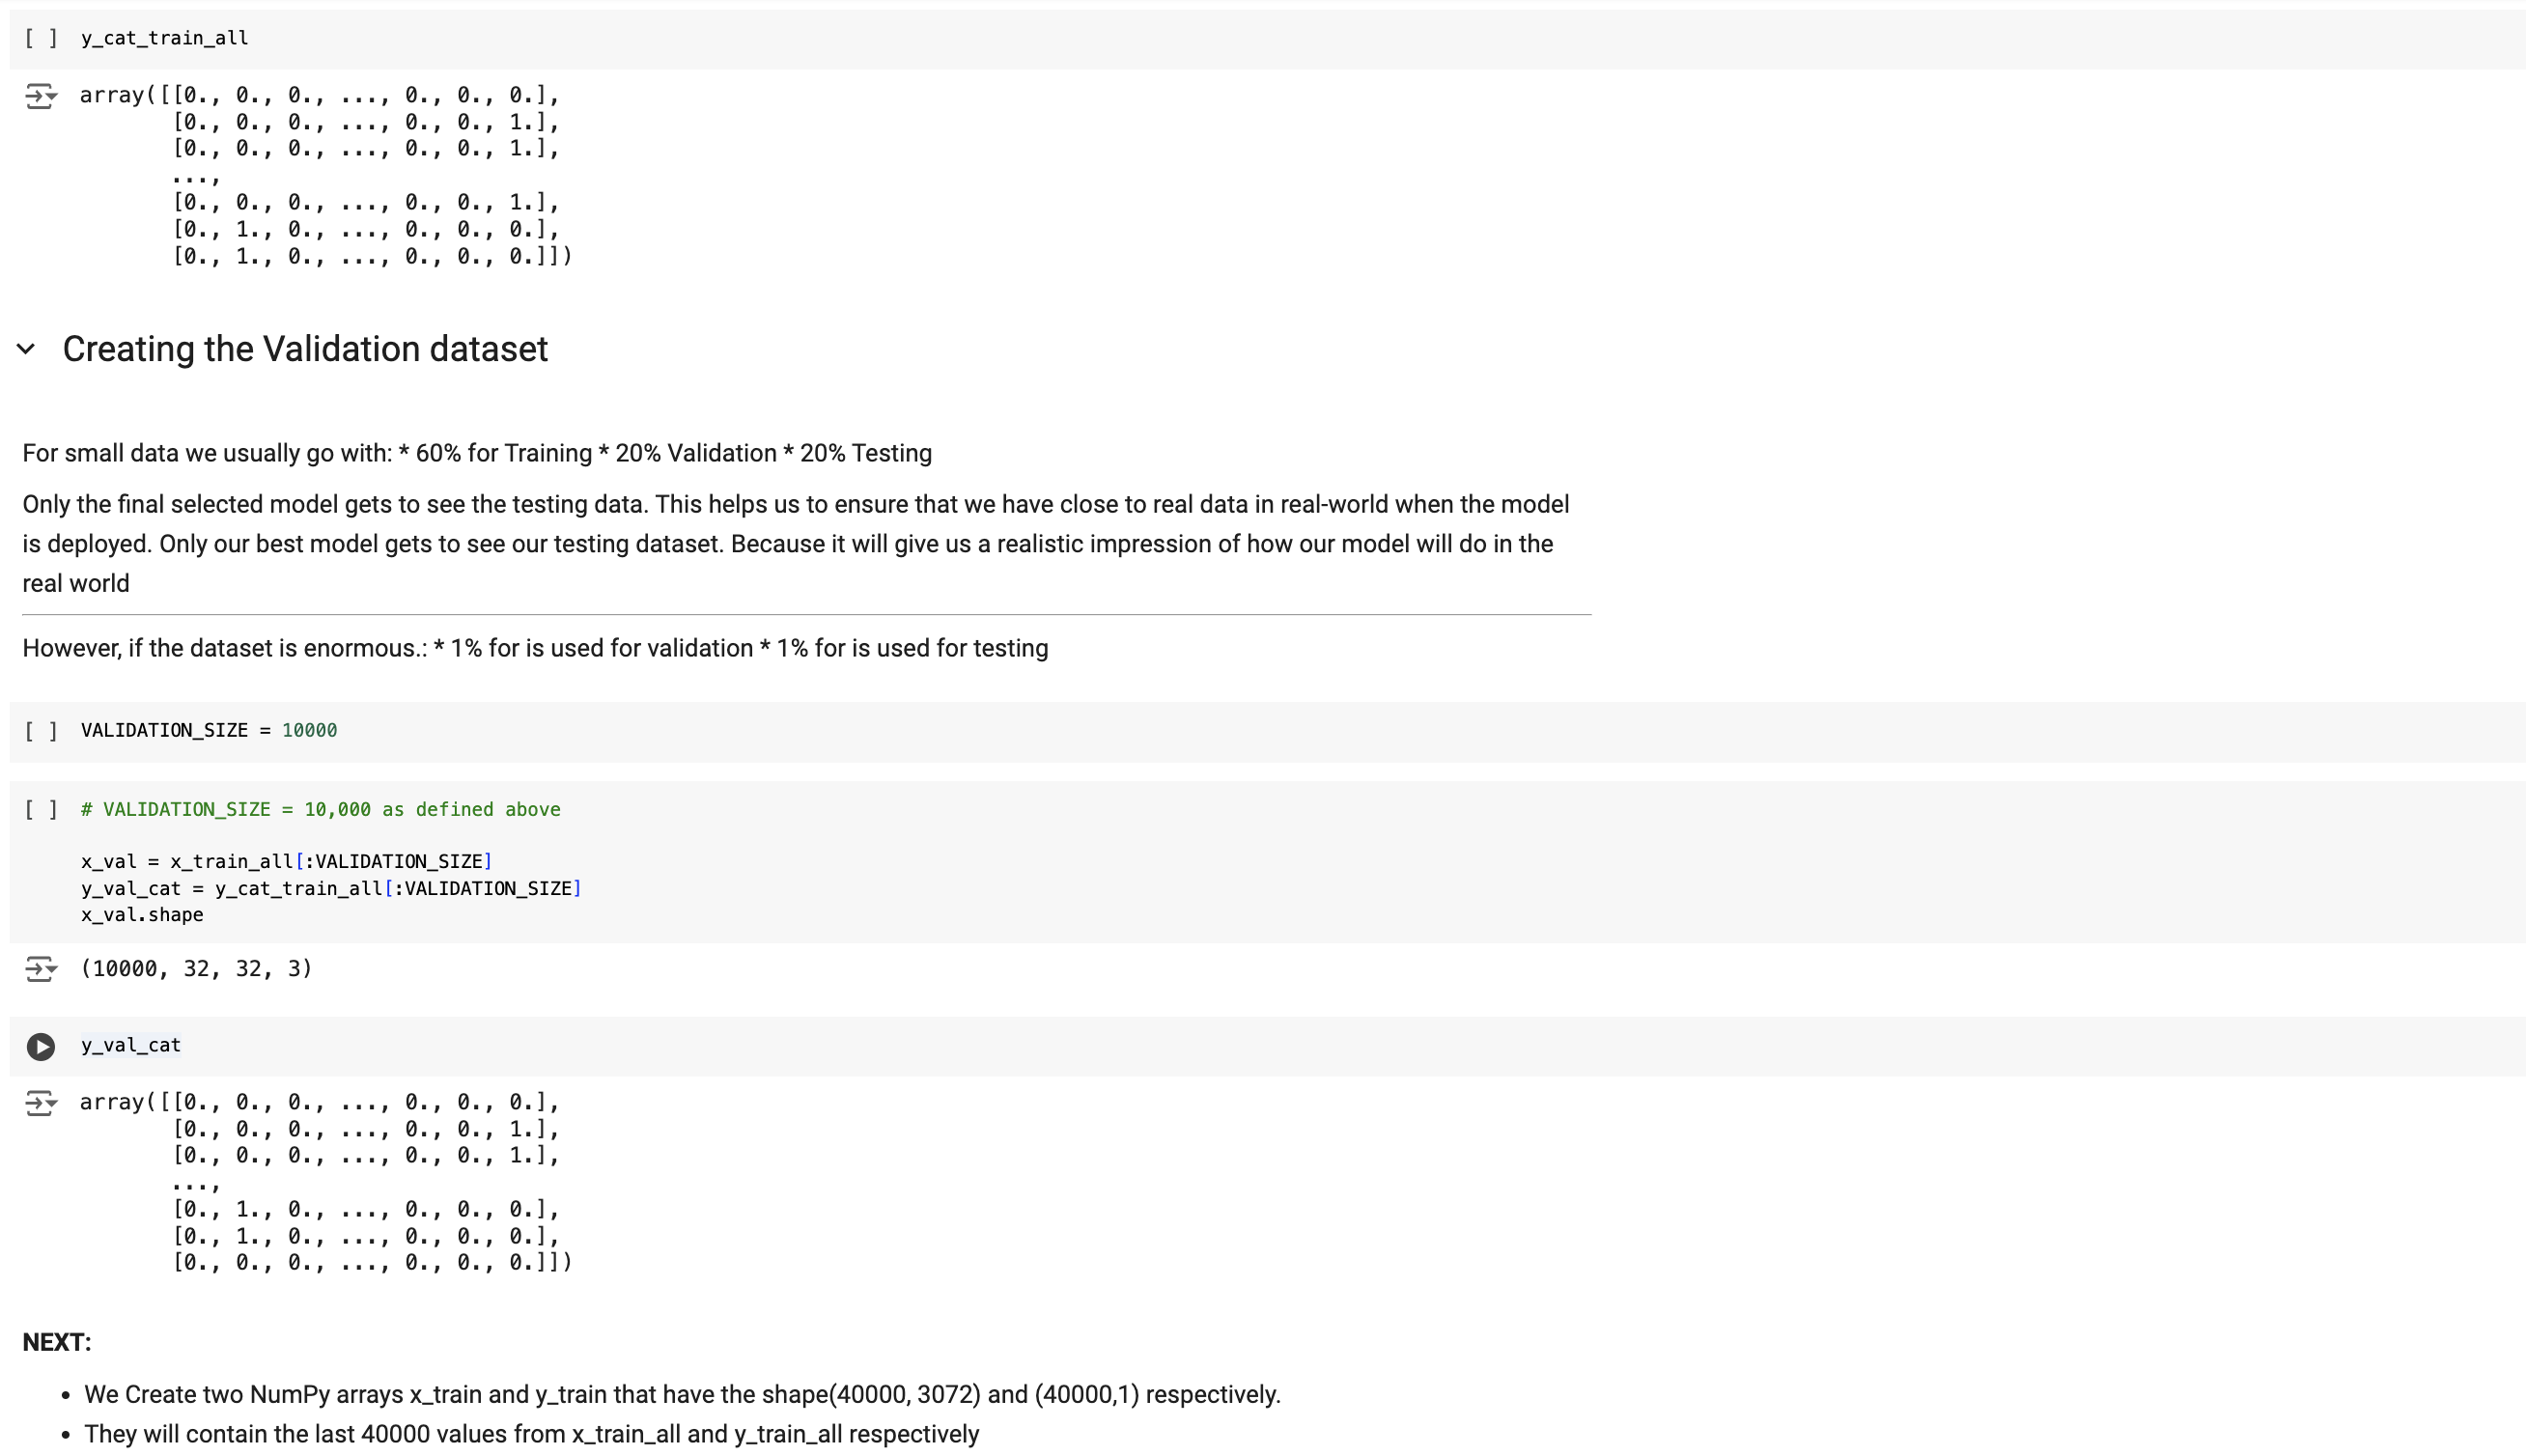 [ ] y_cat_train_all
array([[0., 0., 0., ..., 0., 0., 0.],
[0., 0., 0., ..., 0., 0., 1.],
[0., 0., 0., ..., 0., 0., 1.],
...,
[0., 0., 0., ..., 0., 0., 1.],
[0., 1., 0., ..., 0., 0., 0.],
[0., 1., 0., ..., 0., 0., 0.]])
Creating the Validation dataset
For small data we usually go with: * 60% for Training * 20% Validation * 20% Testing
Only the final selected model gets to see the testing data. This helps us to ensure that we have close to real data in real-world when the model
is deployed. Only our best model gets to see our testing dataset. Because it will give us a realistic impression of how our model will do in the
real world
However, if the dataset is enormous.: * 1% for is used for validation * 1% for is used for testing
[ ] VALIDATION_SIZE = 10000
[ ] # VALIDATION_SIZE = 10,000 as defined above
x_val = x_train_all[:VALIDATION_SIZE]
y_val_cat = y_cat_train_all[:VALIDATION_SIZE]
x_val.shape
(10000, 32, 32, 3)
y_val_cat
array([[0., 0., 0., ..., 0., 0., 0.],
[0., 0., 0., ..., 0., 0., 1.],
[0., 0., 0., ..., 0., 0., 1.],
...,
[0., 1., 0., ..., 0., 0., 0.],
[0., 1., 0., ..., 0., 0., 0.],
[0., 0., 0., ..., 0., 0., 0.]])
NEXT:
• We Create two NumPy arrays x_train and y_train that have the shape(40000, 3072) and (40000,1) respectively.
• They will contain the last 40000 values from x_train_all and y_train_all respectively